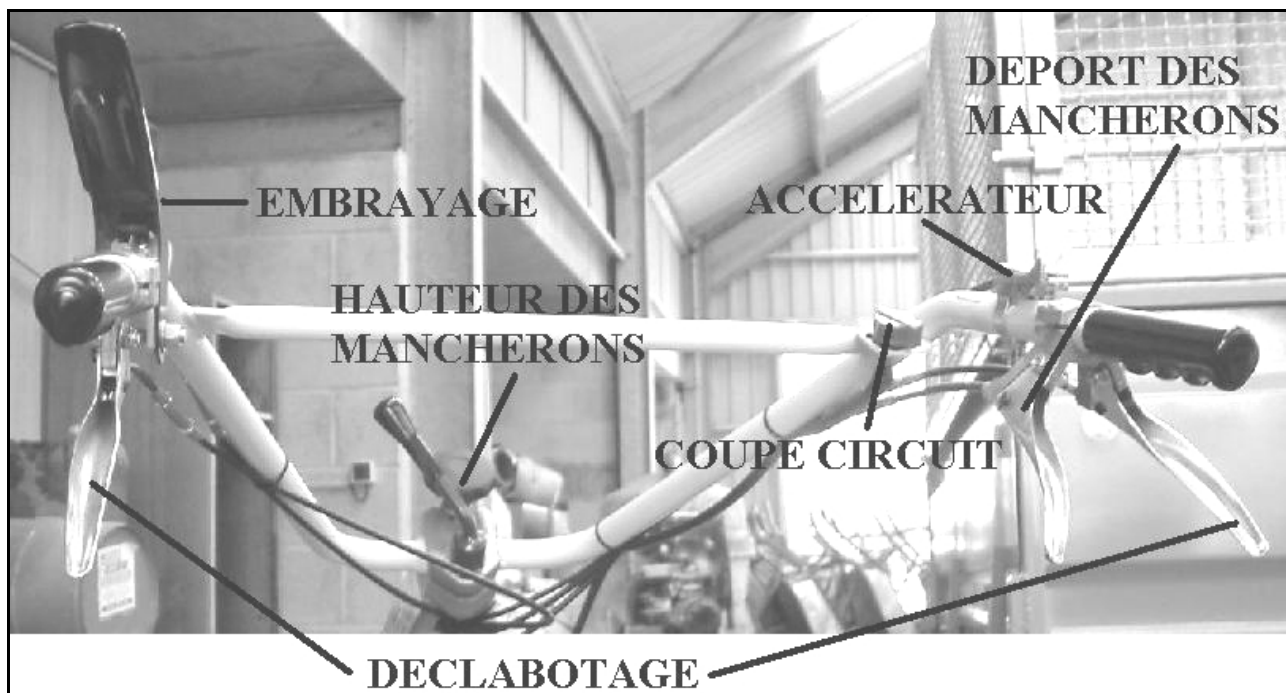 DEPORT DES
MANCHERONS
EMBRAYAGE
ACCELERATEUR
HAUTEUR DES
MANCHERONS
COUPE CIRCUIT
DECLABOTAGE